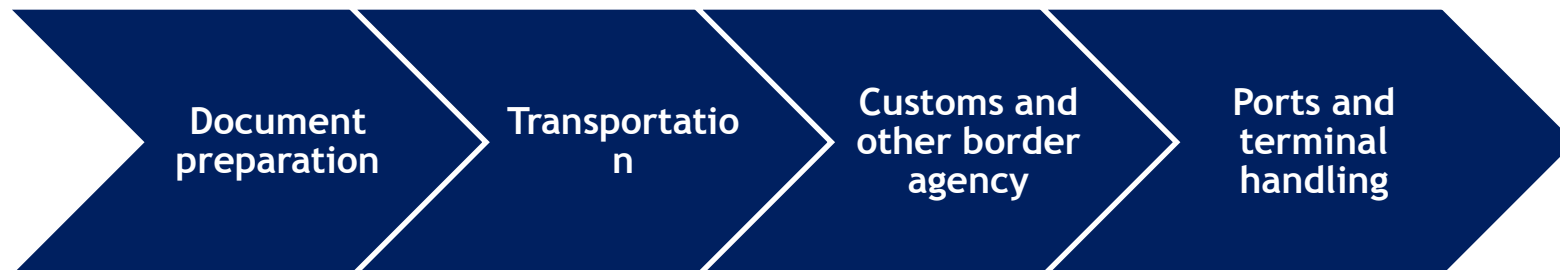 Document
preparation
Transportatio
n
Customs and
other border
agency
Ports and
terminal
handling